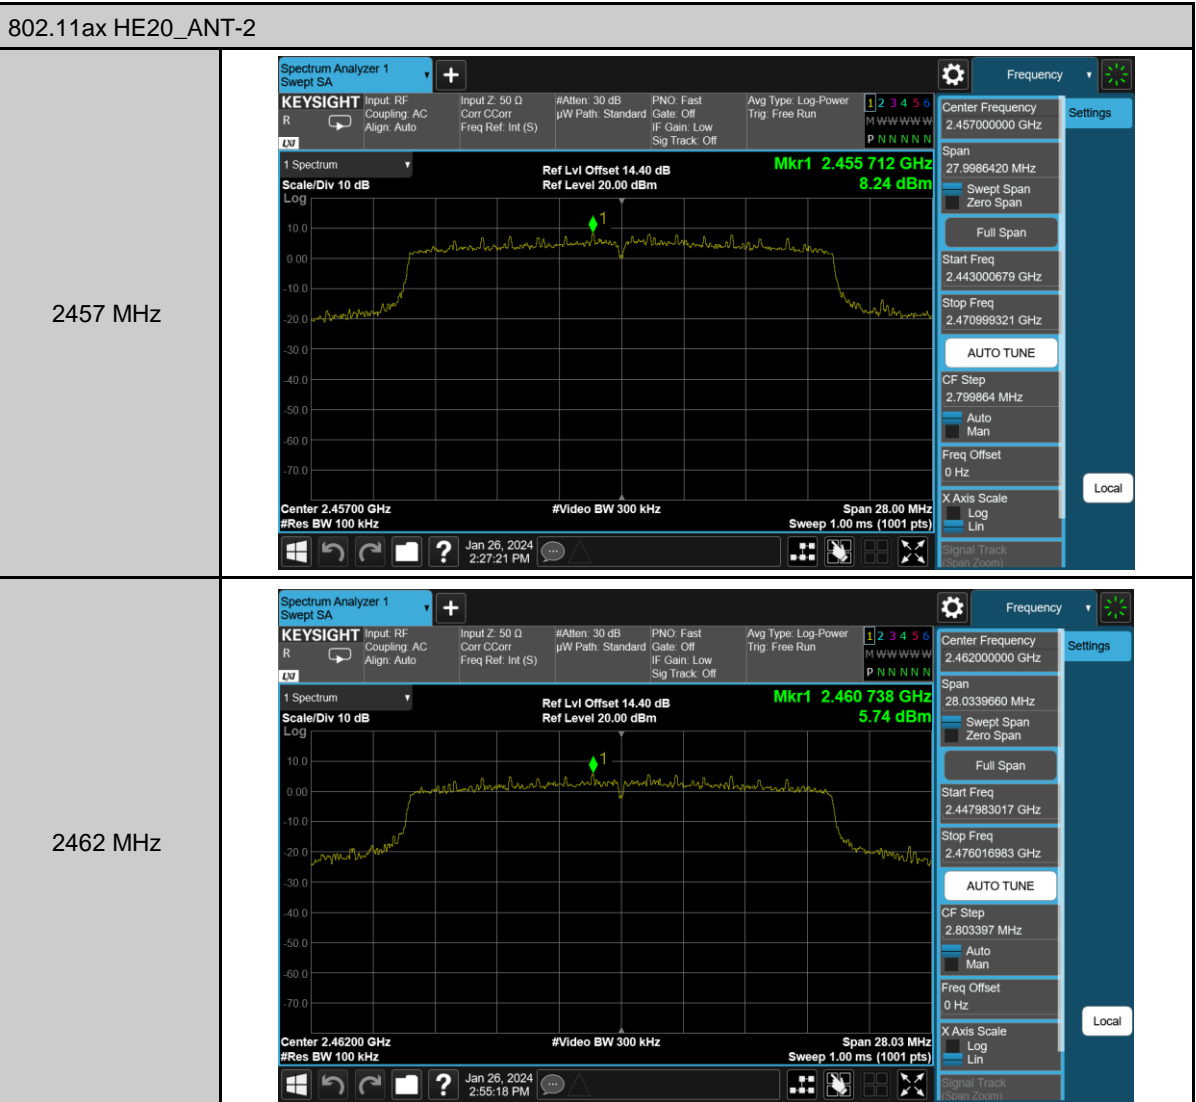 802.11ax HE20_ANT-2
2457 MHz
Spectrum Analyzer 1
Swept SA
Frequency
KEYSIGHT
R
LXI
Input: RF
Coupling: AC
Align: Auto
Input Z: 50 Ω
Corr CCorr
Freq Ref: Int (S)
#Atten: 30 dB
µW Path: Standard
PNO: Fast
Gate: Off
IF Gain: Low
Sig Track: Off
Avg Type: Log-Power
Trig: Free Run
1 2 3 4 5 6
M W W W W W
P N N N N N
1 Spectrum
Scale/Div 10 dB
Log
Ref Lvl Offset 14.40 dB
Ref Level 20.00 dBm
Mkr1 2.455 712 GHz
8.24 dBm
1
10.0
0.00
-10.0
-20.0
-30.0
-40.0
-50.0
-60.0
-70.0
Center 2.45700 GHz
#Res BW 100 kHz
#Video BW 300 kHz
Span 28.00 MHz
Sweep 1.00 ms (1001 pts)
Jan 26, 2024
2:27:21 PM
?
Center Frequency
2.457000000 GHz
Settings
Span
27.9986420 MHz
Swept Span
Zero Span
Full Span
Start Freq
2.443000679 GHz
Stop Freq
2.470999321 GHz
AUTO TUNE
CF Step
2.799864 MHz
Auto
Man
Freq Offset
0 Hz
X Axis Scale
Log
Lin
Local
Signal Track
(Span Zoom)
2462 MHz
Spectrum Analyzer 1
Swept SA
Frequency
KEYSIGHT
R
LXI
Input: RF
Coupling: AC
Align: Auto
Input Z: 50 Ω
Corr CCorr
Freq Ref: Int (S)
#Atten: 30 dB
µW Path: Standard
PNO: Fast
Gate: Off
IF Gain: Low
Sig Track: Off
Avg Type: Log-Power
Trig: Free Run
1 2 3 4 5 6
M W W W W W
P N N N N N
1 Spectrum
Scale/Div 10 dB
Log
Ref Lvl Offset 14.40 dB
Ref Level 20.00 dBm
Mkr1 2.460 738 GHz
5.74 dBm
1
10.0
0.00
-10.0
-20.0
-30.0
-40.0
-50.0
-60.0
-70.0
Center 2.46200 GHz
#Res BW 100 kHz
#Video BW 300 kHz
Span 28.03 MHz
Sweep 1.00 ms (1001 pts)
Jan 26, 2024
2:55:18 PM
?
Center Frequency
2.462000000 GHz
Settings
Span
28.0339660 MHz
Swept Span
Zero Span
Full Span
Start Freq
2.447983017 GHz
Stop Freq
2.476016983 GHz
AUTO TUNE
CF Step
2.803397 MHz
Auto
Man
Freq Offset
0 Hz
X Axis Scale
Log
Lin
Local
Signal Track
(Span Zoom)